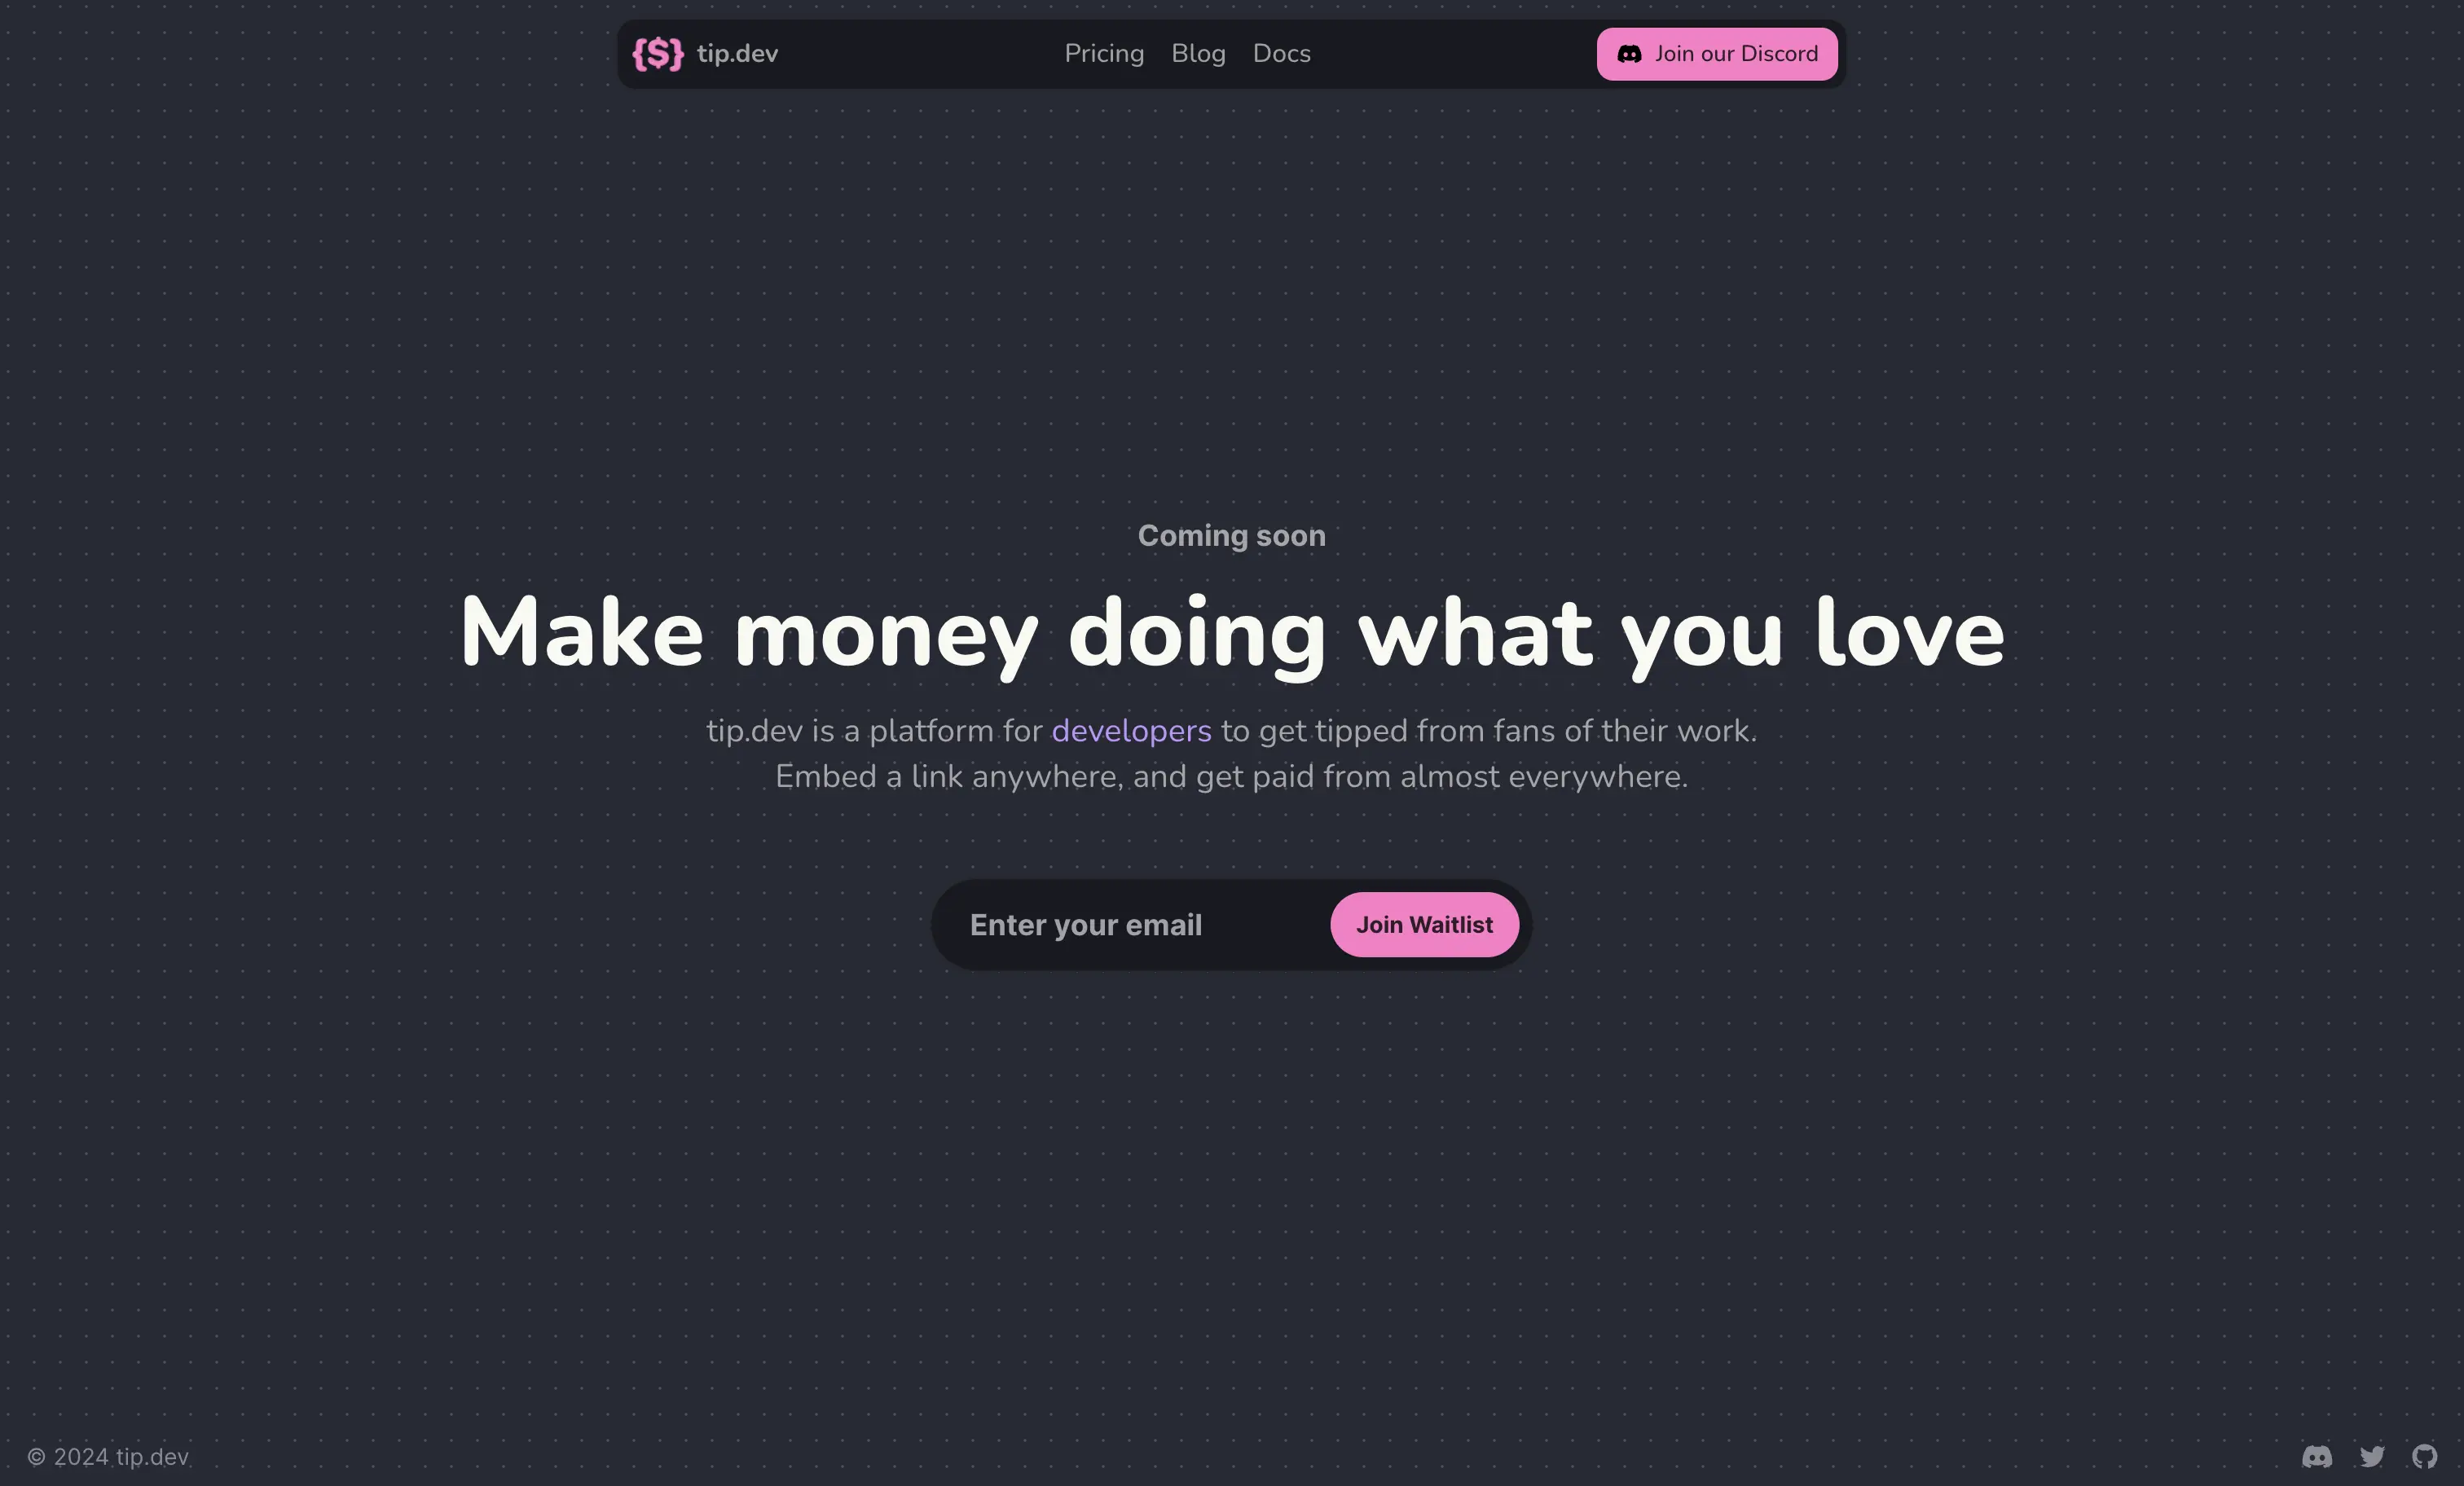 {$} tip.dev
Pricing Blog Docs
Join our Discord
Coming soon
Make money doing what you love
tip.dev is a platform for developers to get tipped from fans of their work.
Embed a link anywhere, and get paid from almost everywhere.
Enter your email
Join Waitlist
© 2024 tip.dev